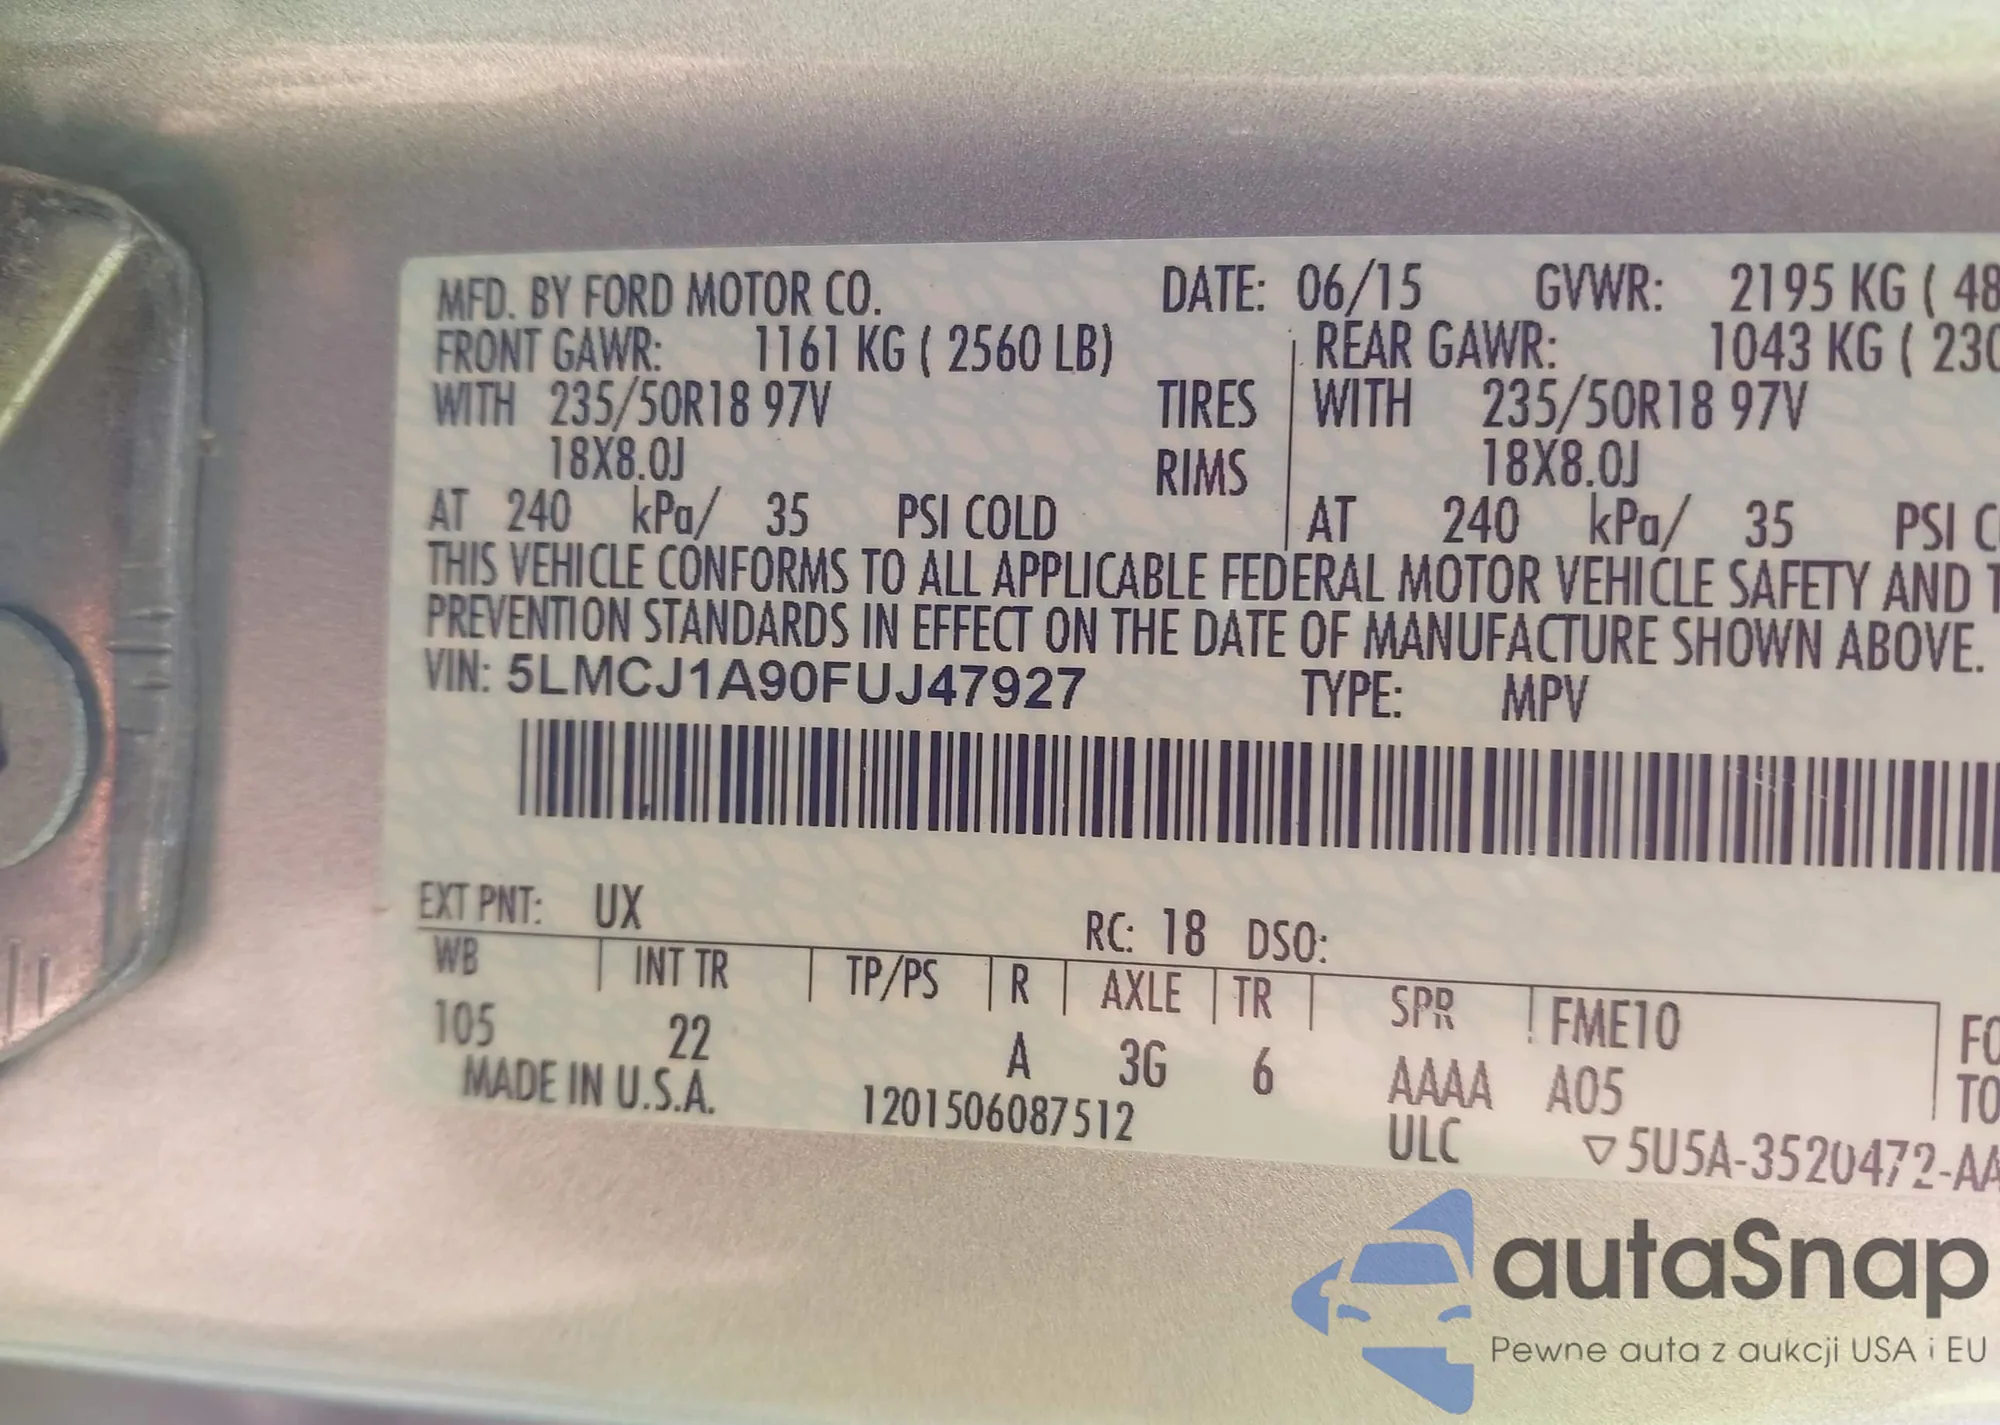 MFD. BY FORD MOTOR CO. DATE: 06/15 GVWR: 2195 KG ( 48
FRONT GAWR: 1161 KG ( 2560 LB) REAR GAWR: 1043 KG ( 230
WITH 235/50R18 97V TIRES WITH 235/50R18 97V
18X8.0J RIMS 18X8.0J
AT 240 kPa/ 35 PSI COLD AT 240 kPa/ 35 PSI C
THIS VEHICLE CONFORMS TO ALL APPLICABLE FEDERAL MOTOR VEHICLE SAFETY AND T
PREVENTION STANDARDS IN EFFECT ON THE DATE OF MANUFACTURE SHOWN ABOVE.
VIN: 5LMCJ1A90FUJ47927 TYPE: MPV
EXT PNT: UX RC: 18 DSO:
WB INT TR TP/PS R AXLE TR SPR FME10 FO
105 22 A 3G 6 AAAA A05 TO
MADE IN U.S.A. 1201506087512 ULC ▽5U5A-3520472-AA
autaSnap
Pewne auta z aukcji USA i EU